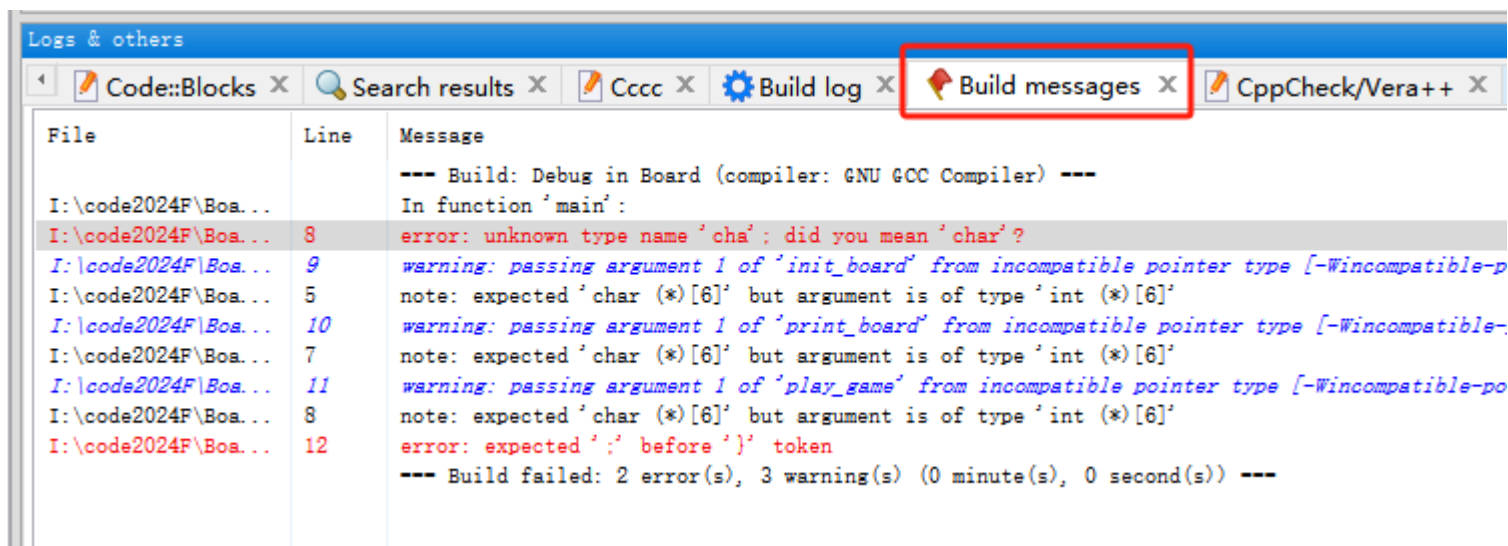 Logs & others
Code::Blocks X Search results X Cccc X Build log X Build messages X CppCheck/Vera++ X
File Line Message
--- Build: Debug in Board (compiler: GNU GCC Compiler) ---
I:\code2024F\Boa... In function 'main':
I:\code2024F\Boa... 8 error: unknown type name 'cha'; did you mean 'char'?
I:\code2024F\Boa... 9 warning: passing argument 1 of 'init_board' from incompatible pointer type [-Wincompatible-p
I:\code2024F\Boa... 5 note: expected 'char (*)[6]' but argument is of type 'int (*)[6]'
I:\code2024F\Boa... 10 warning: passing argument 1 of 'print_board' from incompatible pointer type [-Wincompatible-
I:\code2024F\Boa... 7 note: expected 'char (*)[6]' but argument is of type 'int (*)[6]'
I:\code2024F\Boa... 11 warning: passing argument 1 of 'play_game' from incompatible pointer type [-Wincompatible-po
I:\code2024F\Boa... 8 note: expected 'char (*)[6]' but argument is of type 'int (*)[6]'
I:\code2024F\Boa... 12 error: expected ';' before '}' token
--- Build failed: 2 error(s), 3 warning(s) (0 minute(s), 0 second(s)) ---